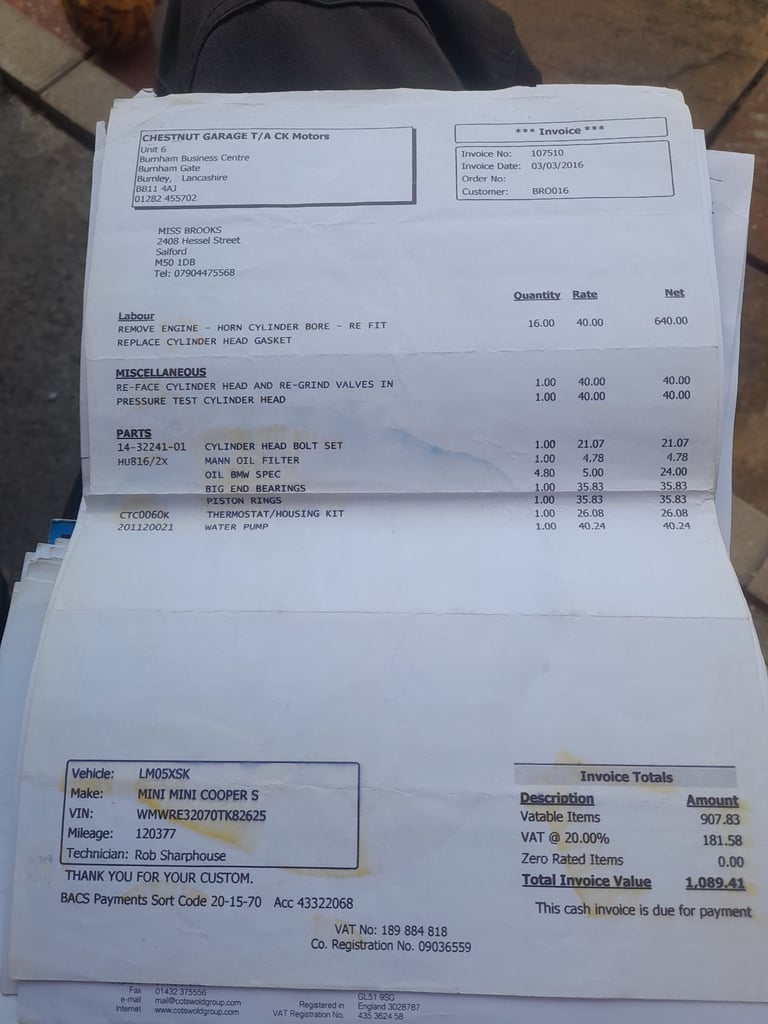 CHESTNUT GARAGE T/A CK Motors
Unit 6
Burnham Business Centre
Burnham Gate
Burnley, Lancashire
BB11 4AJ
01282 455702
*** Invoice ***
Invoice No: 107510
Invoice Date: 03/03/2016
Order No:
Customer: BRO016
MISS BROOKS
2408 Hessel Street
Salford
M50 1DB
Tel: 07904475568
Quantity Rate Net
Labour
REMOVE ENGINE - HORN CYLINDER BORE - RE FIT 16.00 40.00 640.00
REPLACE CYLINDER HEAD GASKET
MISCELLANEOUS
RE-FACE CYLINDER HEAD AND RE-GRIND VALVES IN 1.00 40.00 40.00
PRESSURE TEST CYLINDER HEAD 1.00 40.00 40.00
PARTS
14-32241-01 CYLINDER HEAD BOLT SET 1.00 21.07 21.07
HU816/2X MANN OIL FILTER 1.00 4.78 4.78
OIL BMW SPEC 4.80 5.00 24.00
BIG END BEARINGS 1.00 35.83 35.83
PISTON RINGS 1.00 35.83 35.83
CTC0060K THERMOSTAT/HOUSING KIT 1.00 26.08 26.08
201120021 WATER PUMP 1.00 40.24 40.24
Vehicle: LM05XSK
Make: MINI MINI COOPER S
VIN: WMWRE32070TK82625
Mileage: 120377
Technician: Rob Sharphouse
Invoice Totals
Description Amount
Vatable Items 907.83
VAT @ 20.00% 181.58
Zero Rated Items 0.00
Total Invoice Value 1,089.41
THANK YOU FOR YOUR CUSTOM.
BACS Payments Sort Code 20-15-70 Acc 43322068
This cash invoice is due for payment
VAT No: 189 884 818
Co. Registration No. 09036559
Fax 01432 375556
e-mail mail@cotswoldgroup.com
Internet www.cotswoldgroup.com
GL51 9SG
Registered in England 3028787
VAT Registration No. 435 3624 58